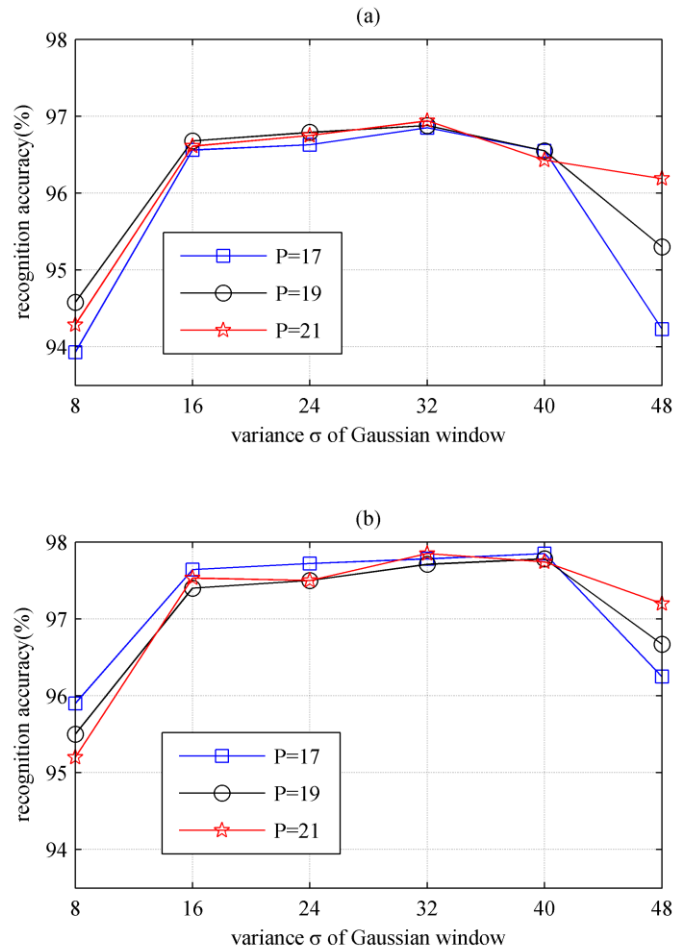 (a)
98
97
96
95
94
recognition accuracy(%)
P=17
P=19
P=21
8 16 24 32 40 48
variance σ of Gaussian window
(b)
98
97
96
95
94
recognition accuracy(%)
P=17
P=19
P=21
8 16 24 32 40 48
variance σ of Gaussian window